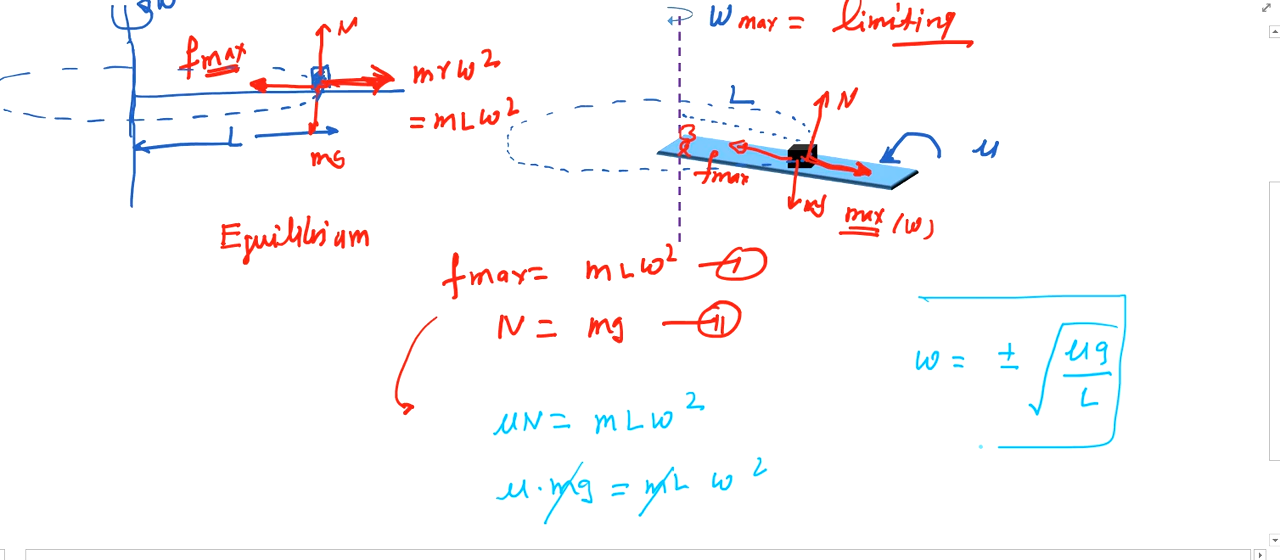 ω
N
fmax
mrω²
= mLω²
L
mg
Equilibrium
ωmax = limiting
L
N
μ
fmax
mg
max (ω)
fmax = mLω² — I
N = mg — II
μN = mLω²
μ·mg = mL ω²
ω = ± √(μg/L)